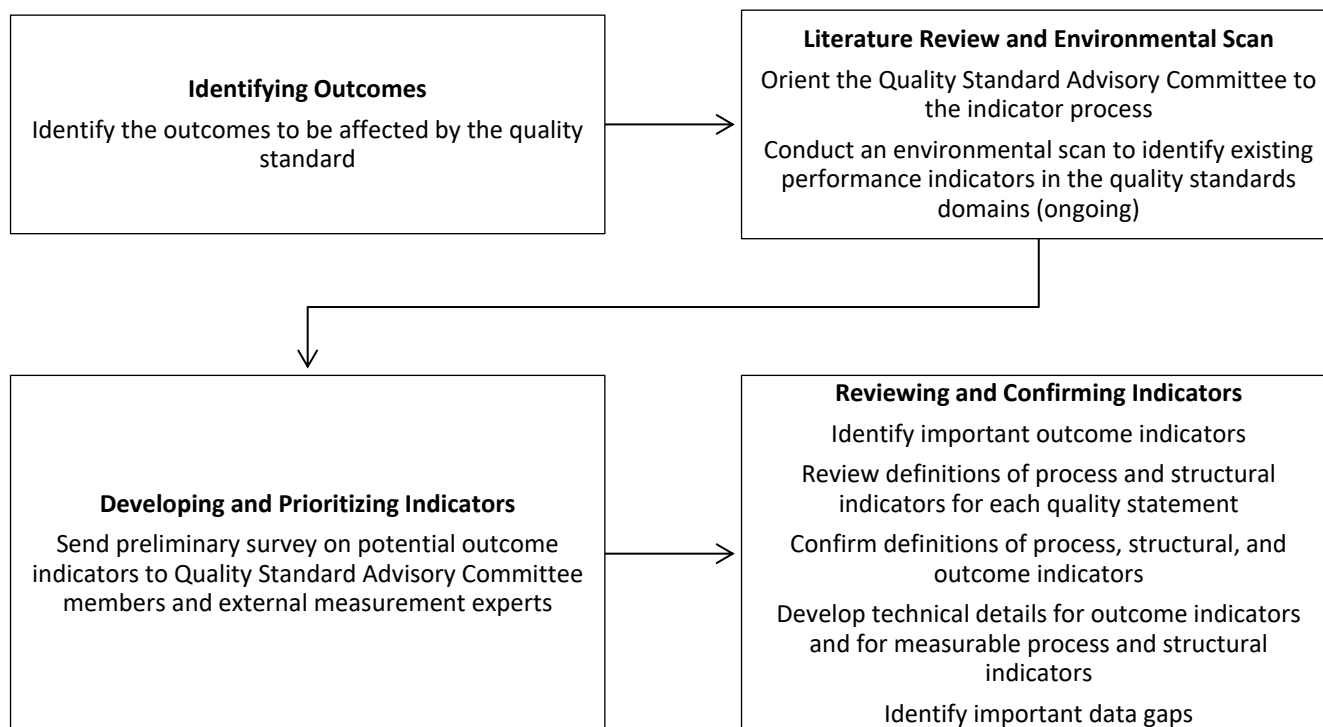 Identifying Outcomes
Identify the outcomes to be affected by the quality
standard
Literature Review and Environmental Scan
Orient the Quality Standard Advisory Committee to
the indicator process
Conduct an environmental scan to identify existing
performance indicators in the quality standards
domains (ongoing)
Developing and Prioritizing Indicators
Send preliminary survey on potential outcome
indicators to Quality Standard Advisory Committee
members and external measurement experts
Reviewing and Confirming Indicators
Identify important outcome indicators
Review definitions of process and structural
indicators for each quality statement
Confirm definitions of process, structural, and
outcome indicators
Develop technical details for outcome indicators
and for measurable process and structural
indicators
Identify important data gaps